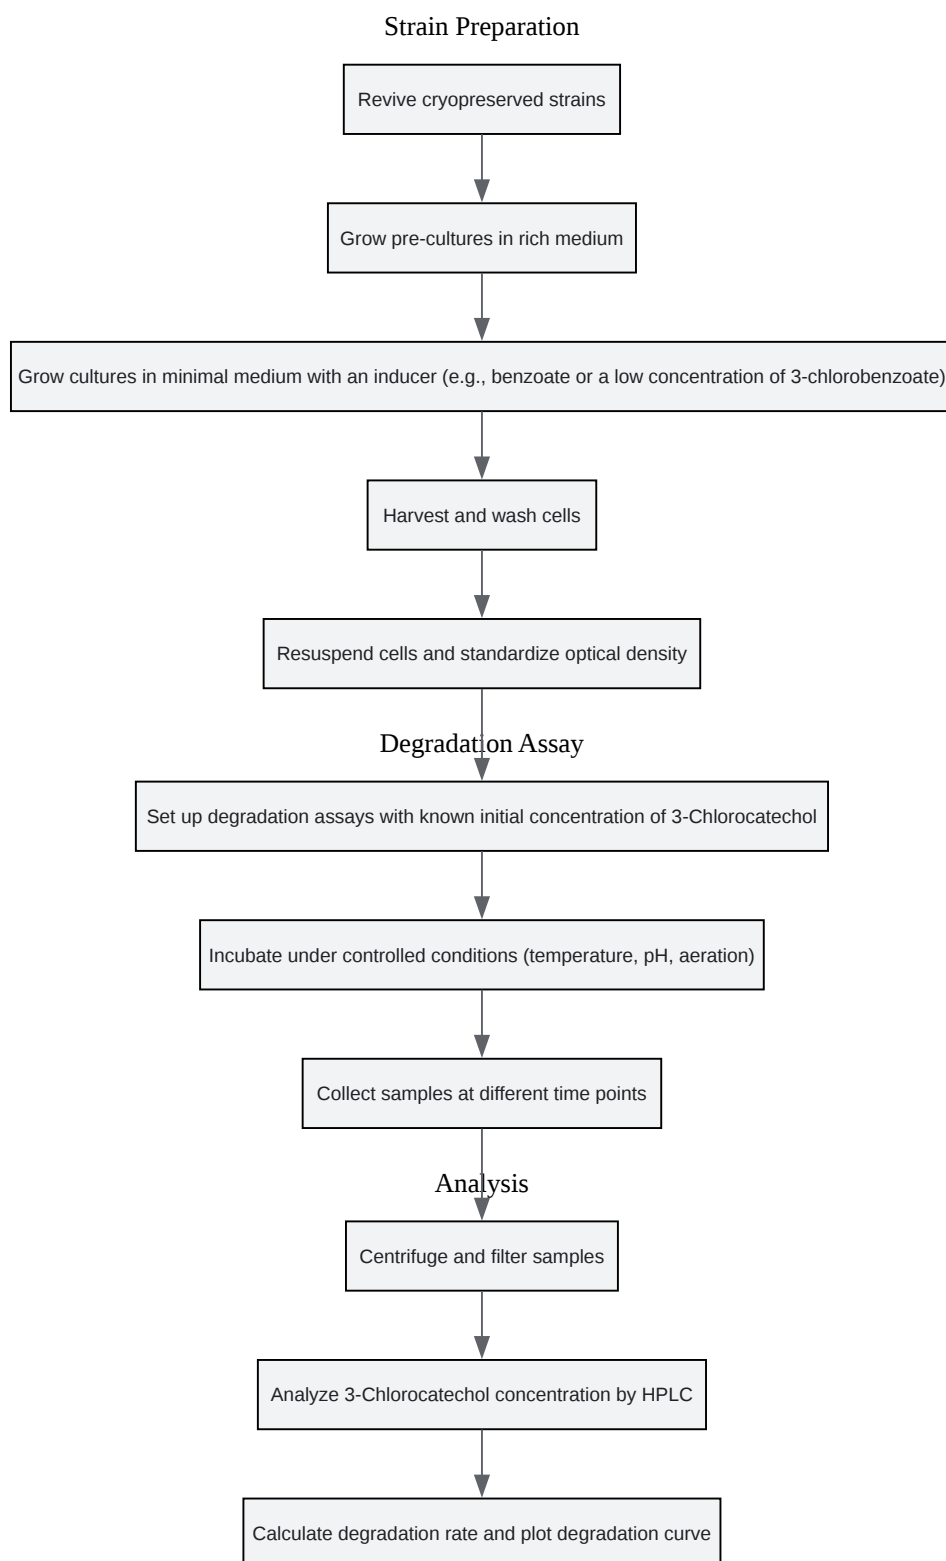 Strain Preparation
Revive cryopreserved strains
Grow pre-cultures in rich medium
Grow cultures in minimal medium with an inducer (e.g., benzoate or a low concentration of 3-chlorobenzoate)
Harvest and wash cells
Resuspend cells and standardize optical density
Degradation Assay
Set up degradation assays with known initial concentration of 3-Chlorocatechol
Incubate under controlled conditions (temperature, pH, aeration)
Collect samples at different time points
Analysis
Centrifuge and filter samples
Analyze 3-Chlorocatechol concentration by HPLC
Calculate degradation rate and plot degradation curve